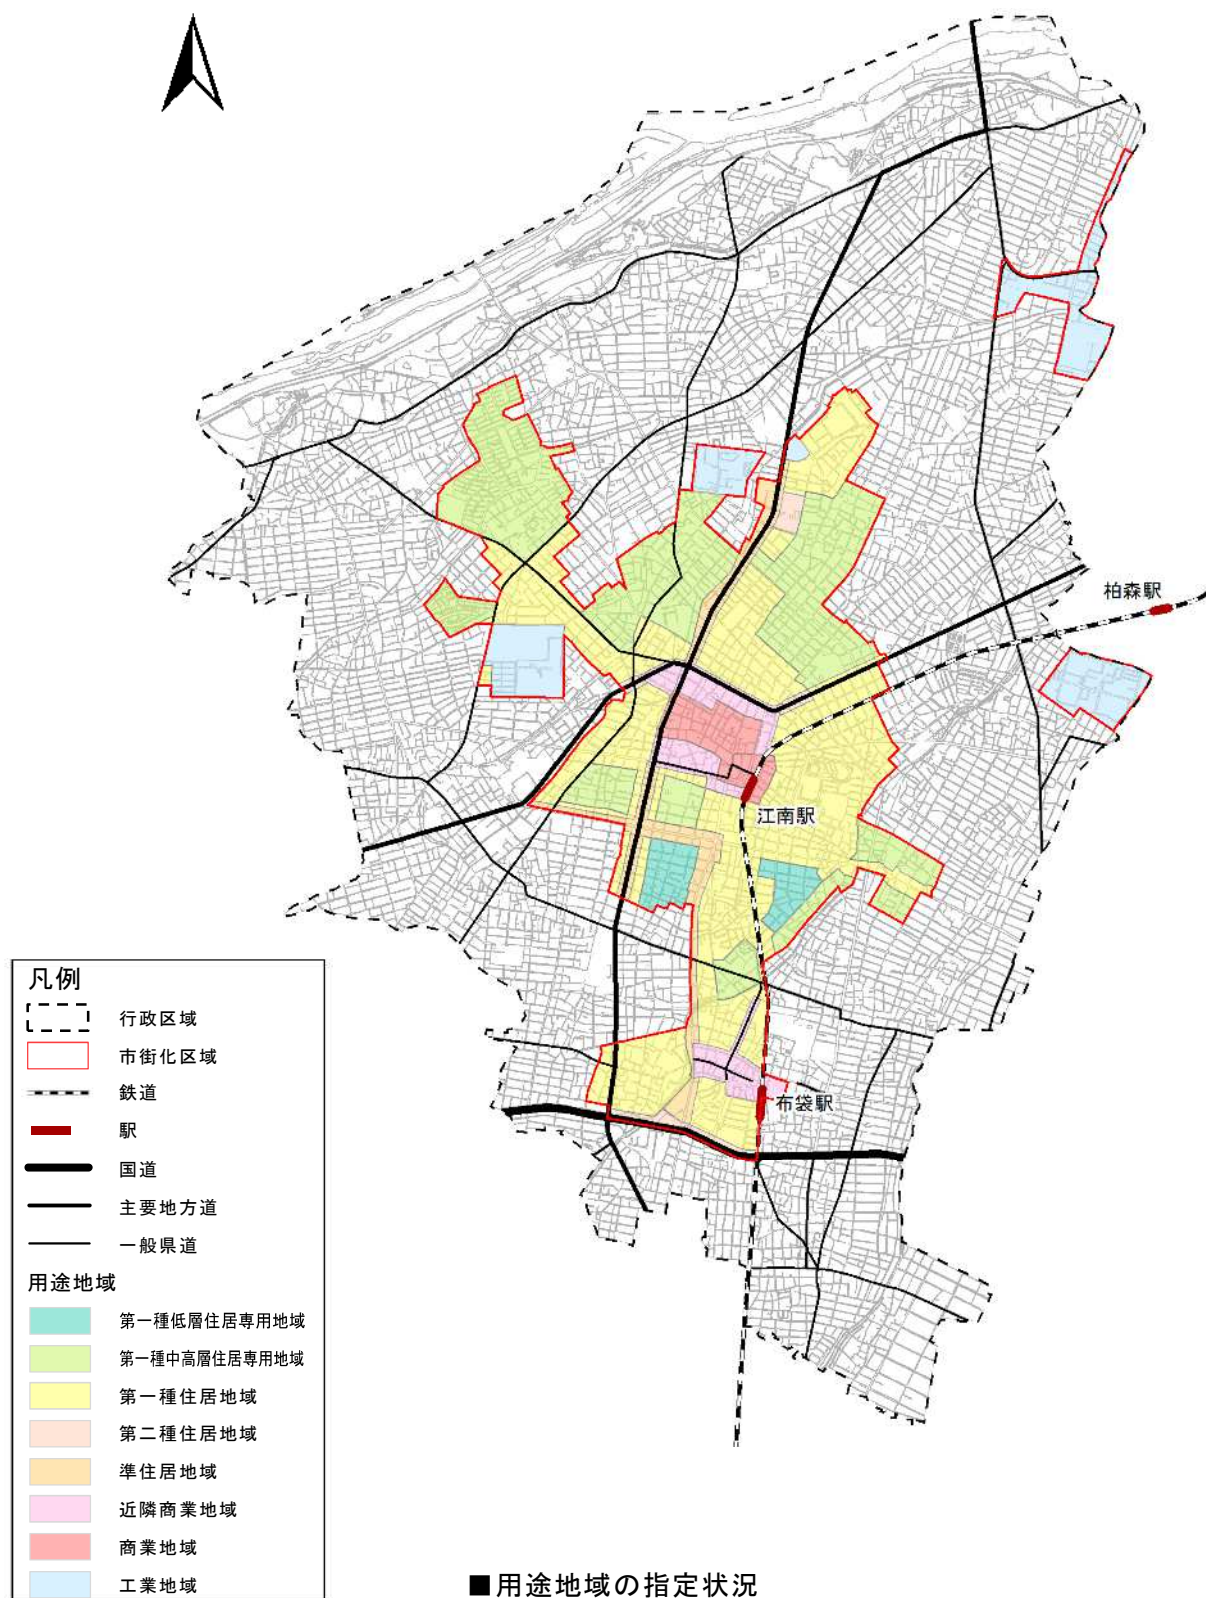 柏森駅
江南駅
布袋駅
凡例
行政区域
市街化区域
鉄道
駅
国道
主要地方道
一般県道
用途地域
第一種低層住居専用地域
第一種中高層住居専用地域
第一種住居地域
第二種住居地域
準住居地域
近隣商業地域
商業地域
工業地域
■用途地域の指定状況